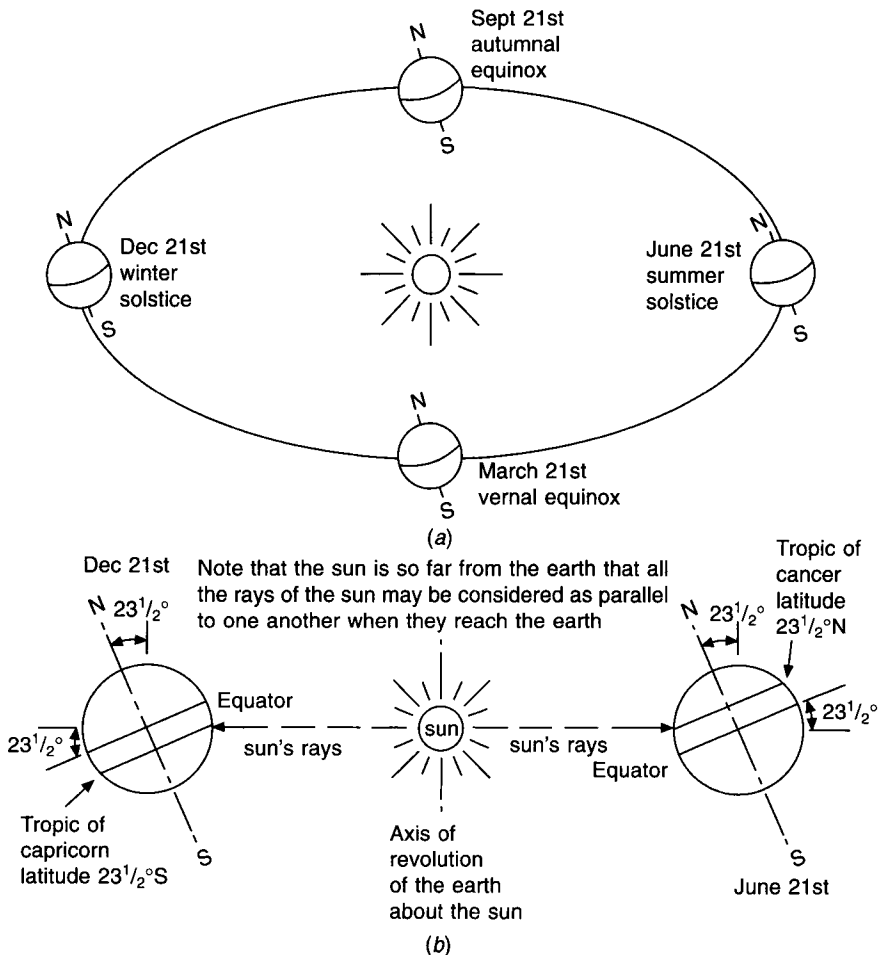 N
Sept 21st
autumnal
equinox
S
N
Dec 21st
winter
solstice
S
N
June 21st
summer
solstice
S
N
March 21st
vernal equinox
S
(a)
Dec 21st
Note that the sun is so far from the earth that all
the rays of the sun may be considered as parallel
to one another when they reach the earth
Tropic of
cancer
latitude
23 1/2°N
N
23 1/2°
Equator
23 1/2°
sun's rays
sun
sun's rays
N
23 1/2°
23 1/2°
Equator
Tropic of
capricorn
latitude 23 1/2°S
S
Axis of
revolution
of the earth
about the sun
S
June 21st
(b)